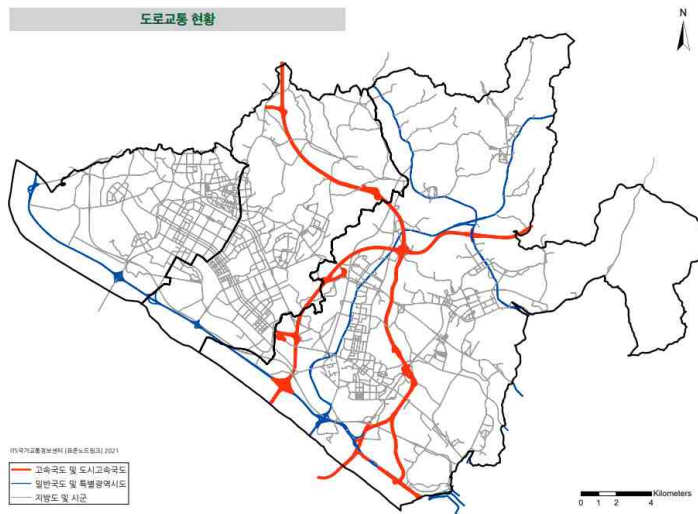 도로교통 현황
N
ITS국가교통정보센터 (표준노드링크) 2021
고속국도 및 도시고속국도
일반국도 및 특별광역시도
지방도 및 시군
Kilometers
0 1 2 4